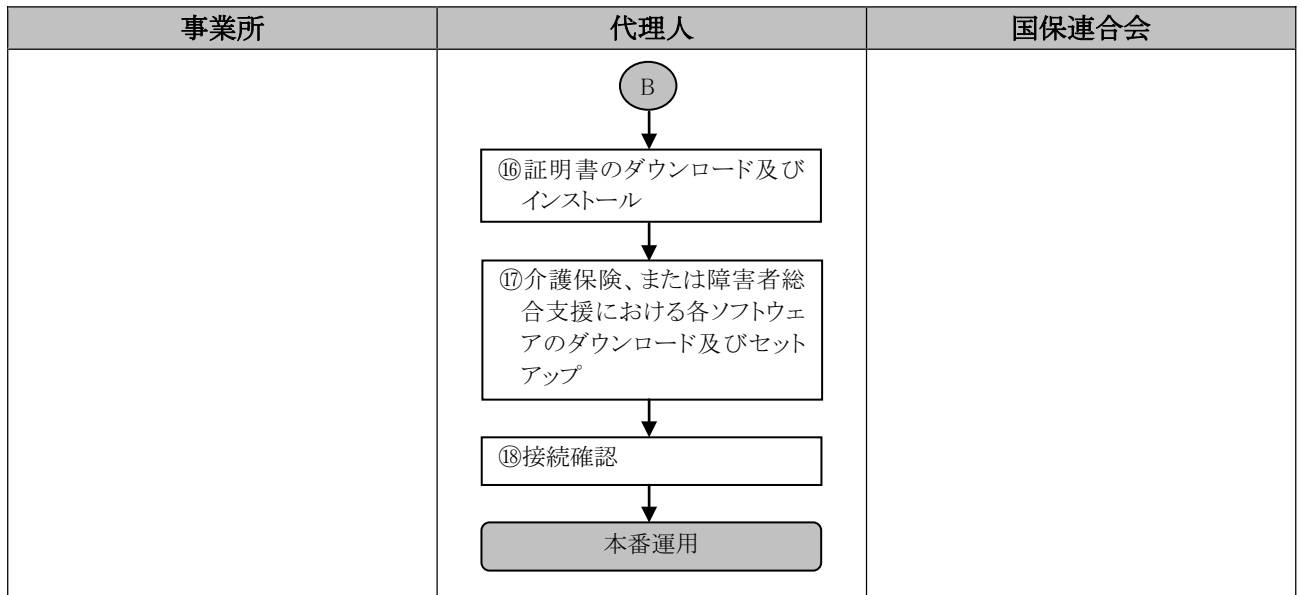 事業所
代理人
国保連合会
B
⑯証明書のダウンロード及び
インストール
⑰介護保険、または障害者総
合支援における各ソフトウェ
アのダウンロード及びセット
アップ
⑱接続確認
本番運用